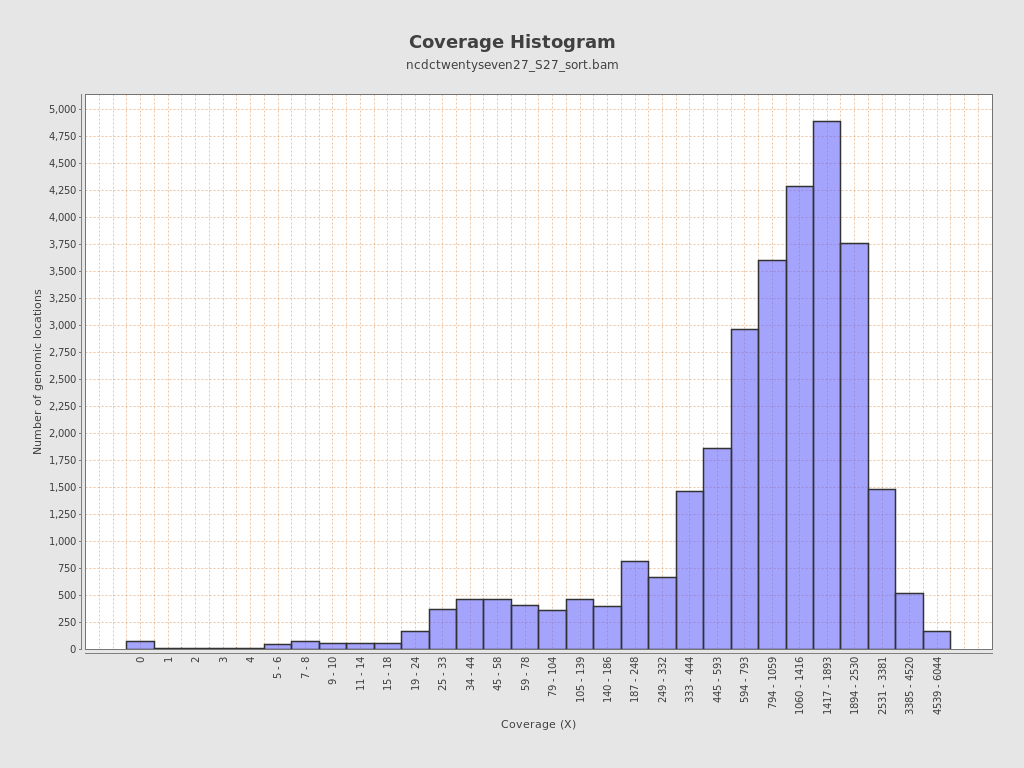 Coverage Histogram
ncdctwentyseven27_S27_sort.bam
Number of genomic locations
5,000
4,750
4,500
4,250
4,000
3,750
3,500
3,250
3,000
2,750
2,500
2,250
2,000
1,750
1,500
1,250
1,000
750
500
250
0
0
1
2
3
4
5 - 6
7 - 8
9 - 10
11 - 14
15 - 18
19 - 24
25 - 33
34 - 44
45 - 58
59 - 78
79 - 104
105 - 139
140 - 186
187 - 248
249 - 332
333 - 444
445 - 593
594 - 793
794 - 1059
1060 - 1416
1417 - 1893
1894 - 2530
2531 - 3381
3385 - 4520
4539 - 6044
Coverage (X)